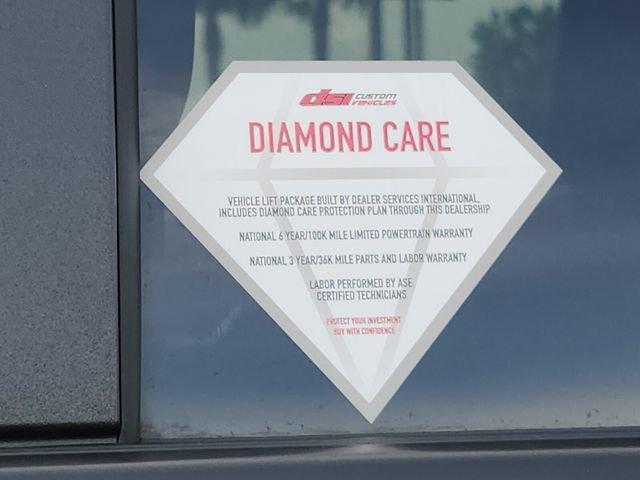 dsi CUSTOM
VEHICLES
DIAMOND CARE
VEHICLE LIFT PACKAGE BUILT BY DEALER SERVICES INTERNATIONAL,
INCLUDES DIAMOND CARE PROTECTION PLAN THROUGH THIS DEALERSHIP
NATIONAL 6 YEAR/100K MILE LIMITED POWERTRAIN WARRANTY
NATIONAL 3 YEAR/36K MILE PARTS AND LABOR WARRANTY
LABOR PERFORMED BY ASE
CERTIFIED TECHNICIANS
PROTECT YOUR INVESTMENT
BUY WITH CONFIDENCE